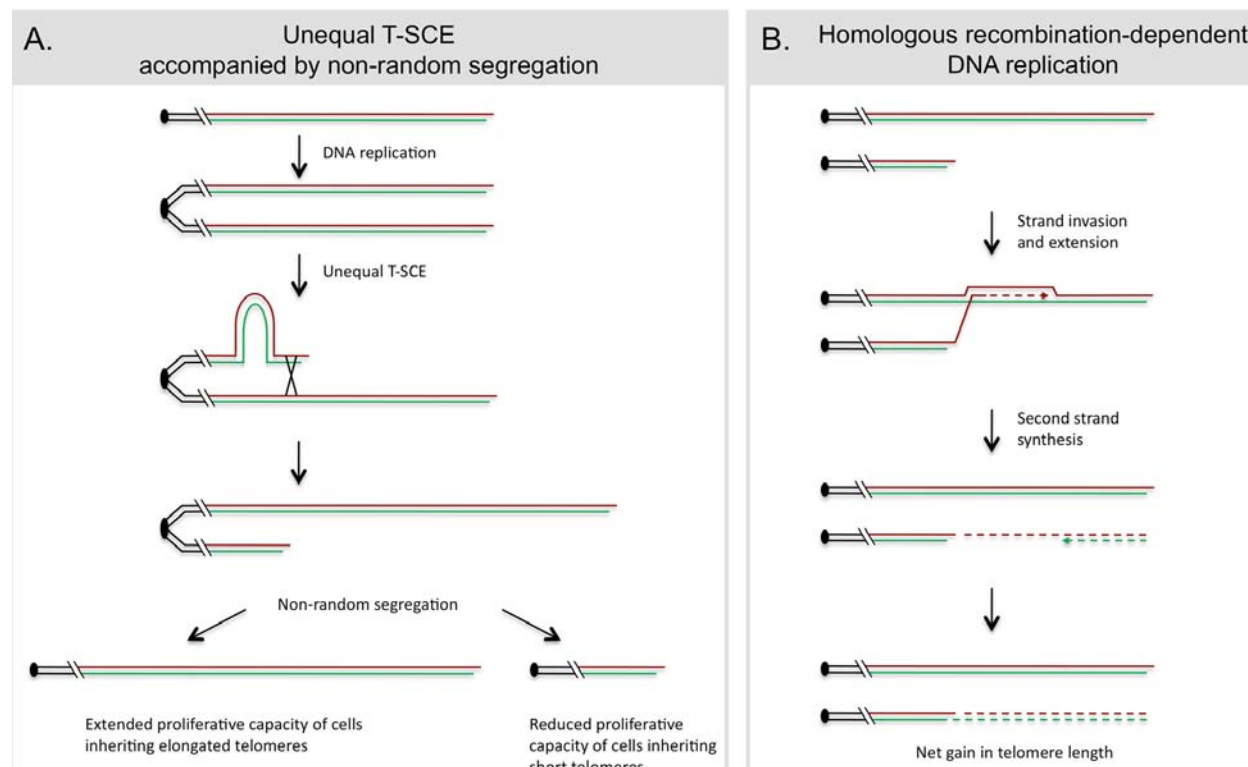 A.
Unequal T-SCE
accompanied by non-random segregation
DNA replication
Unequal T-SCE
Non-random segregation
Extended proliferative capacity of cells
inheriting elongated telomeres
Reduced proliferative
capacity of cells inheriting
short telomeres
B.
Homologous recombination-dependent
DNA replication
Strand invasion
and extension
Second strand
synthesis
Net gain in telomere length